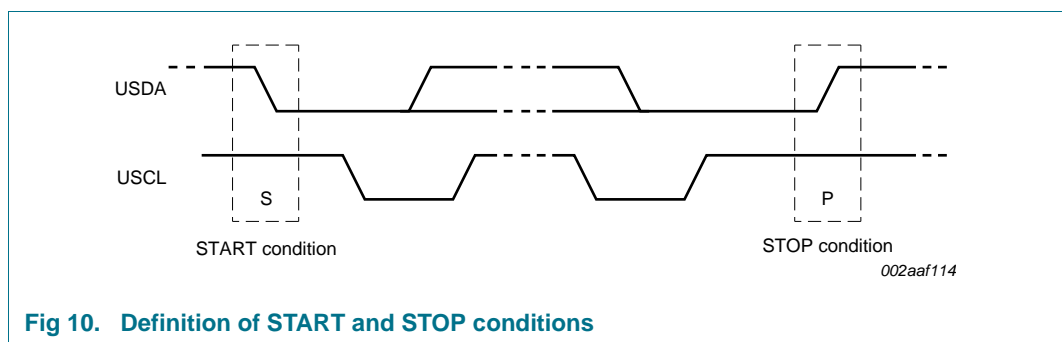 USDA
USCL
S
P
START condition
STOP condition
002aaf114
Fig 10. Definition of START and STOP conditions